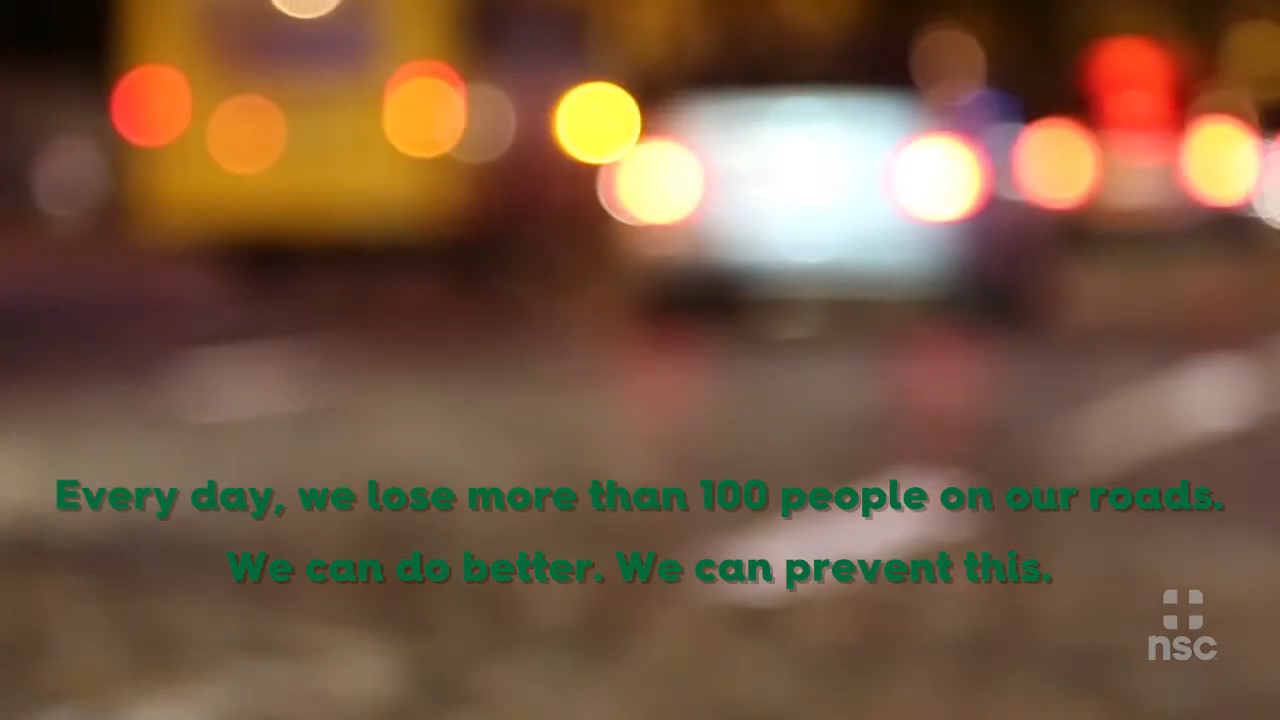 Every day, we lose more than 100 people on our roads.
We can do better. We can prevent this.
nsc